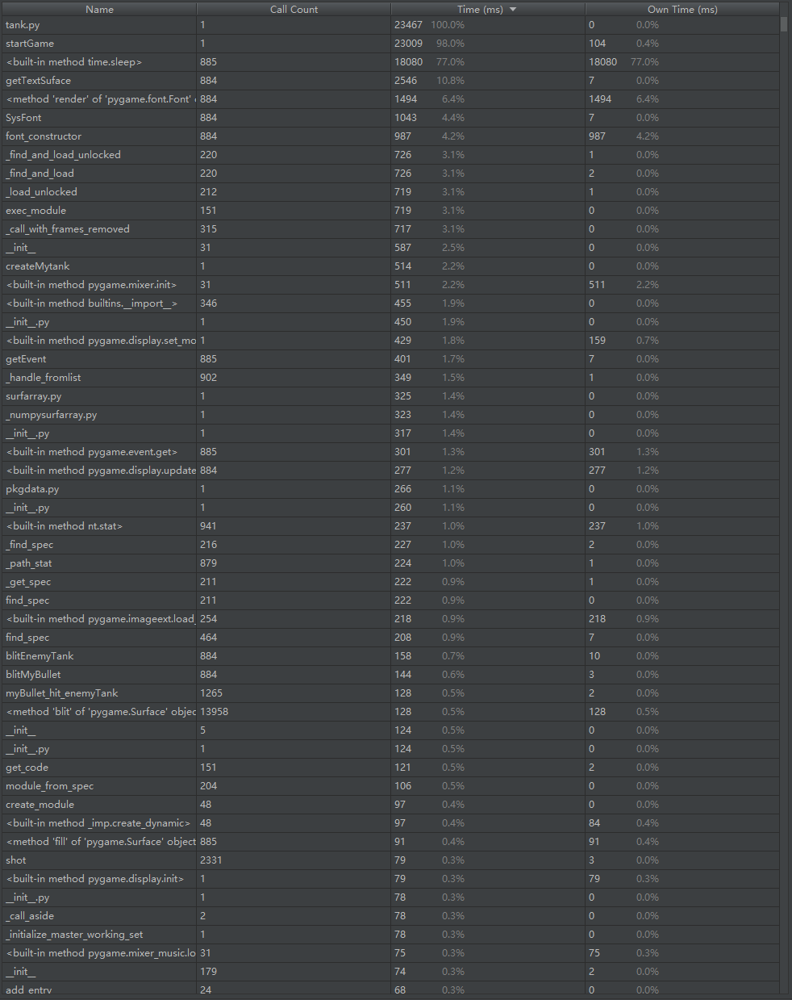 Name Call Count Time (ms) Own Time (ms)
tank.py 1 23467 100.0% 0 0.0%
startGame 1 23009 98.0% 104 0.4%
<built-in method time.sleep> 885 18080 77.0% 18080 77.0%
getTextSuface 884 2546 10.8% 7 0.0%
<method 'render' of 'pygame.font.Font' 884 1494 6.4% 1494 6.4%
SysFont 884 1043 4.4% 7 0.0%
font_constructor 884 987 4.2% 987 4.2%
_find_and_load_unlocked 220 726 3.1% 1 0.0%
_find_and_load 220 726 3.1% 2 0.0%
_load_unlocked 212 719 3.1% 1 0.0%
exec_module 151 719 3.1% 0 0.0%
_call_with_frames_removed 315 717 3.1% 0 0.0%
__init__ 31 587 2.5% 0 0.0%
createMytank 1 514 2.2% 0 0.0%
<built-in method pygame.mixer.init> 31 511 2.2% 511 2.2%
<built-in method builtins.__import__> 346 455 1.9% 0 0.0%
__init__.py 1 450 1.9% 0 0.0%
<built-in method pygame.display.set_mo 1 429 1.8% 159 0.7%
getEvent 885 401 1.7% 7 0.0%
_handle_fromlist 902 349 1.5% 1 0.0%
surfarray.py 1 325 1.4% 0 0.0%
_numpysurfarray.py 1 323 1.4% 0 0.0%
__init__.py 1 317 1.4% 0 0.0%
<built-in method pygame.event.get> 885 301 1.3% 301 1.3%
<built-in method pygame.display.update 884 277 1.2% 277 1.2%
pkgdata.py 1 266 1.1% 0 0.0%
__init__.py 1 260 1.1% 0 0.0%
<built-in method nt.stat> 941 237 1.0% 237 1.0%
_find_spec 216 227 1.0% 2 0.0%
_path_stat 879 224 1.0% 1 0.0%
_get_spec 211 222 0.9% 1 0.0%
find_spec 211 222 0.9% 0 0.0%
<built-in method pygame.imageext.load_ 254 218 0.9% 218 0.9%
find_spec 464 208 0.9% 7 0.0%
blitEnemyTank 884 158 0.7% 10 0.0%
blitMyBullet 884 144 0.6% 3 0.0%
myBullet_hit_enemyTank 1265 128 0.5% 2 0.0%
<method 'blit' of 'pygame.Surface' objec 13958 128 0.5% 128 0.5%
__init__ 5 124 0.5% 0 0.0%
__init__.py 1 124 0.5% 0 0.0%
get_code 151 121 0.5% 2 0.0%
module_from_spec 204 106 0.5% 0 0.0%
create_module 48 97 0.4% 0 0.0%
<built-in method _imp.create_dynamic> 48 97 0.4% 84 0.4%
<method 'fill' of 'pygame.Surface' object 885 91 0.4% 91 0.4%
shot 2331 79 0.3% 3 0.0%
<built-in method pygame.display.init> 1 79 0.3% 79 0.3%
__init__.py 1 78 0.3% 0 0.0%
_call_aside 2 78 0.3% 0 0.0%
_initialize_master_working_set 1 78 0.3% 0 0.0%
<built-in method pygame.mixer_music.lo 31 75 0.3% 75 0.3%
__init__ 179 74 0.3% 2 0.0%
add_entry 24 68 0.3% 0 0.0%